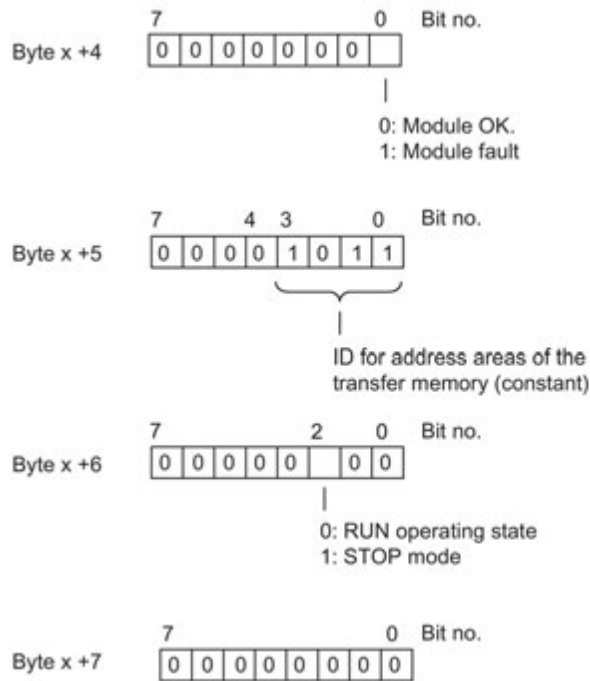 7 0 Bit no.
Byte x +4 0 0 0 0 0 0 0
0: Module OK.
1: Module fault
7 4 3 0 Bit no.
Byte x +5 0 0 0 0 1 0 1 1
ID for address areas of the
transfer memory (constant)
7 2 0 Bit no.
Byte x +6 0 0 0 0 0 0 0
0: RUN operating state
1: STOP mode
7 0 Bit no.
Byte x +7 0 0 0 0 0 0 0 0